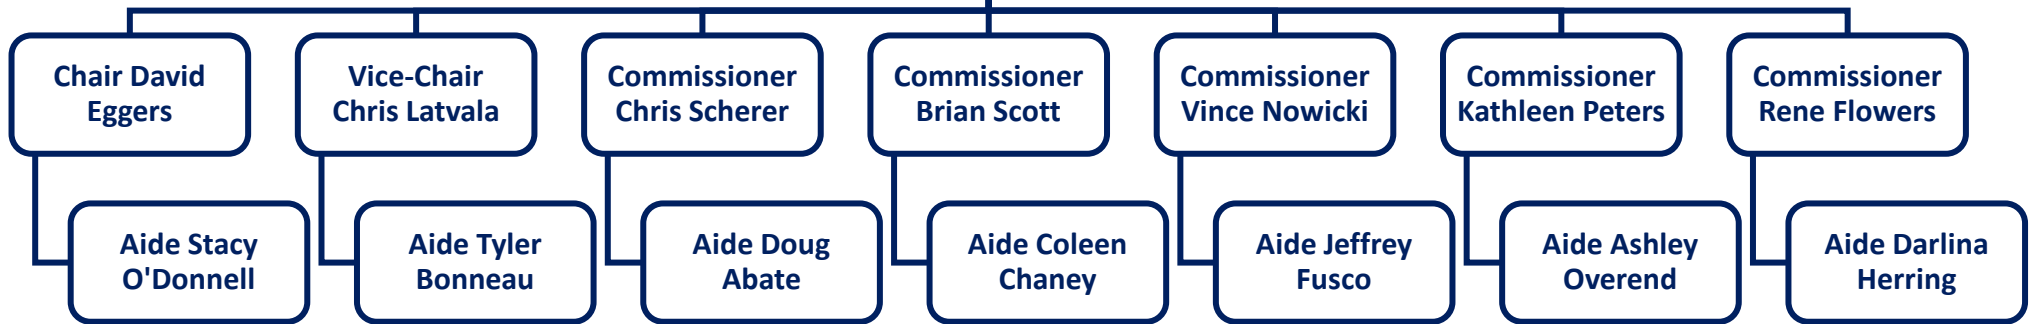 Chair David
Eggers
Vice-Chair
Chris Latvala
Commissioner
Chris Scherer
Commissioner
Brian Scott
Commissioner
Vince Nowicki
Commissioner
Kathleen Peters
Commissioner
Rene Flowers
Aide Stacy
O'Donnell
Aide Tyler
Bonneau
Aide Doug
Abate
Aide Coleen
Chaney
Aide Jeffrey
Fusco
Aide Ashley
Overend
Aide Darlina
Herring